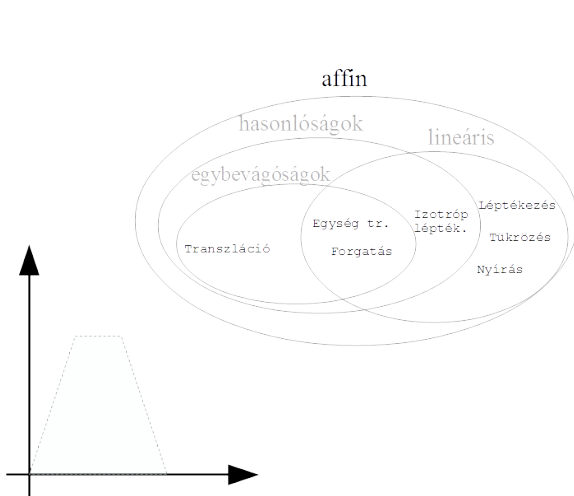 affin
hasonlóságok
lineáris
egybevágóságok
Léptékezés
Izotróp
lépték.
Egység tr.
Tukrozés
Transzláció
Forgatás
Nyírás